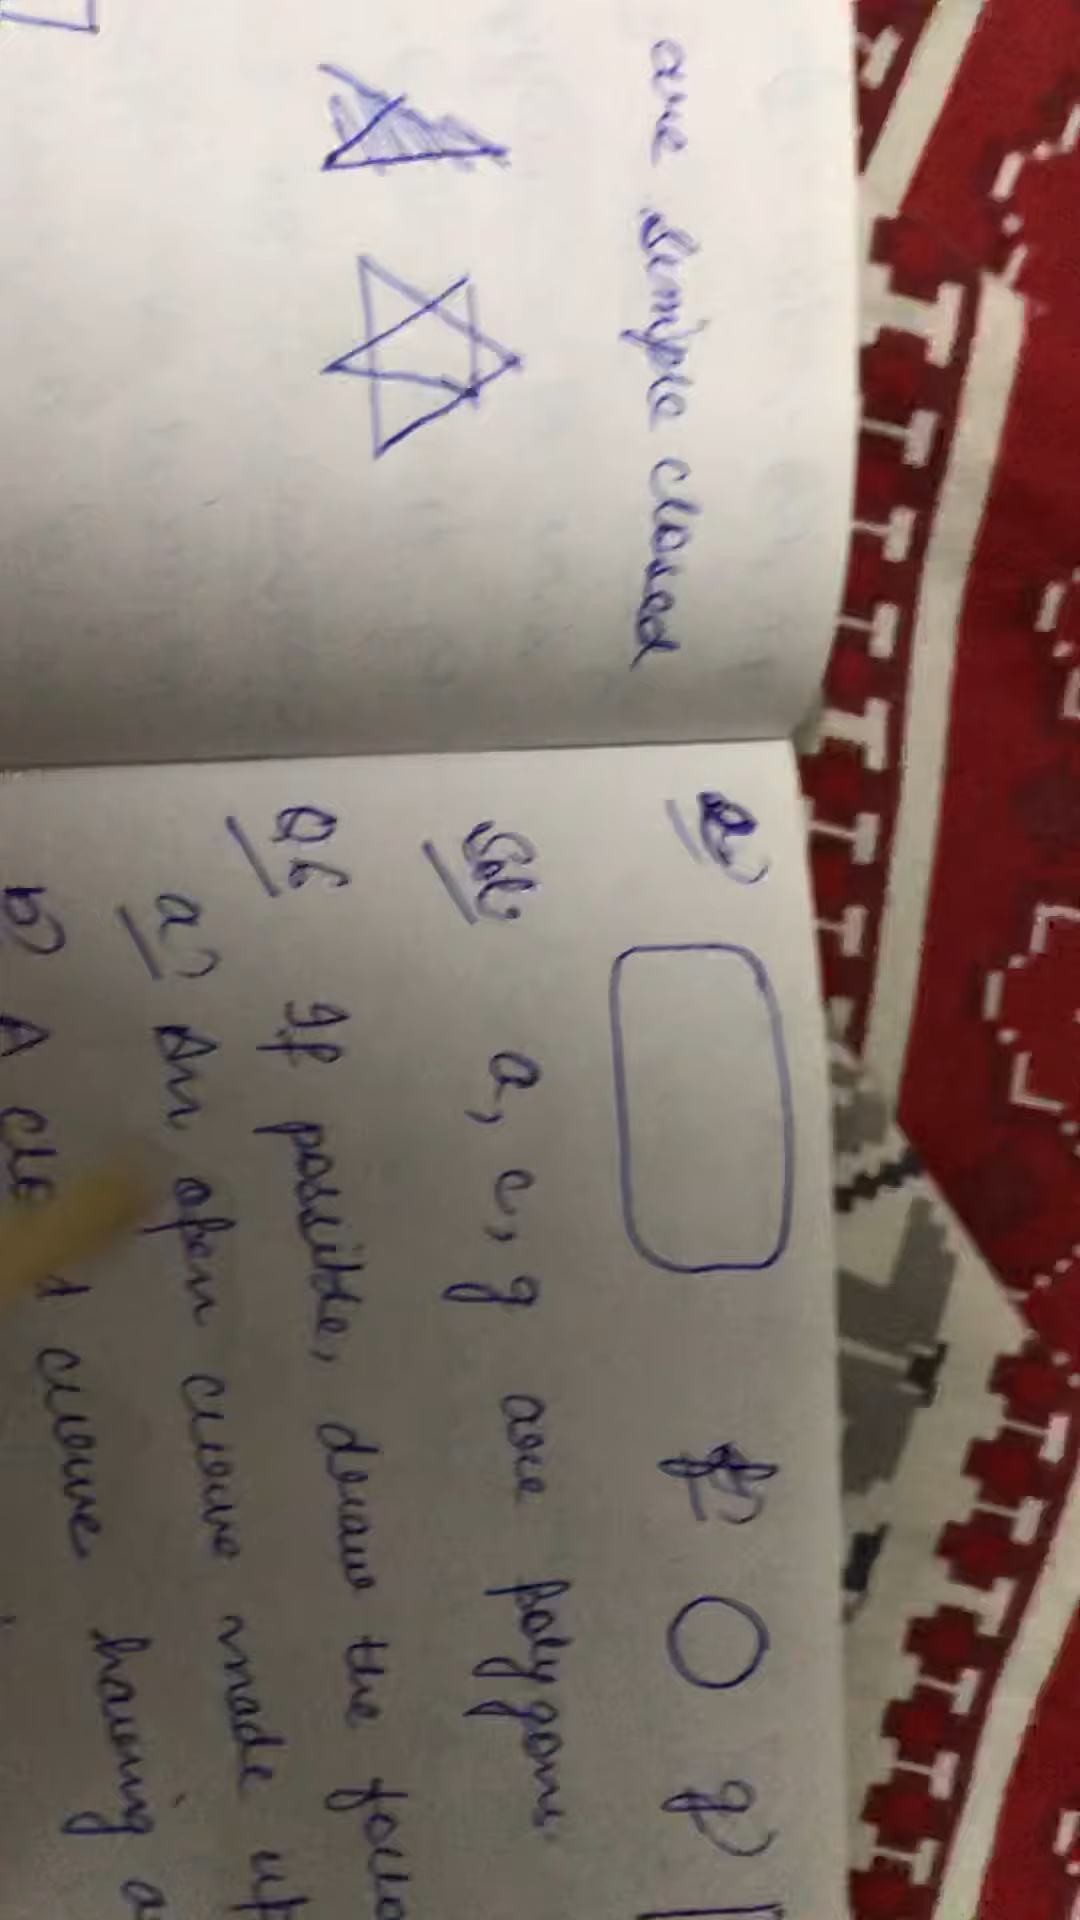 are simple closed
e)
f)
g)
Sol. a, c, g are polygons.
Q6 If possible, draw the follo
a) An open curve made up
b) A curve having a